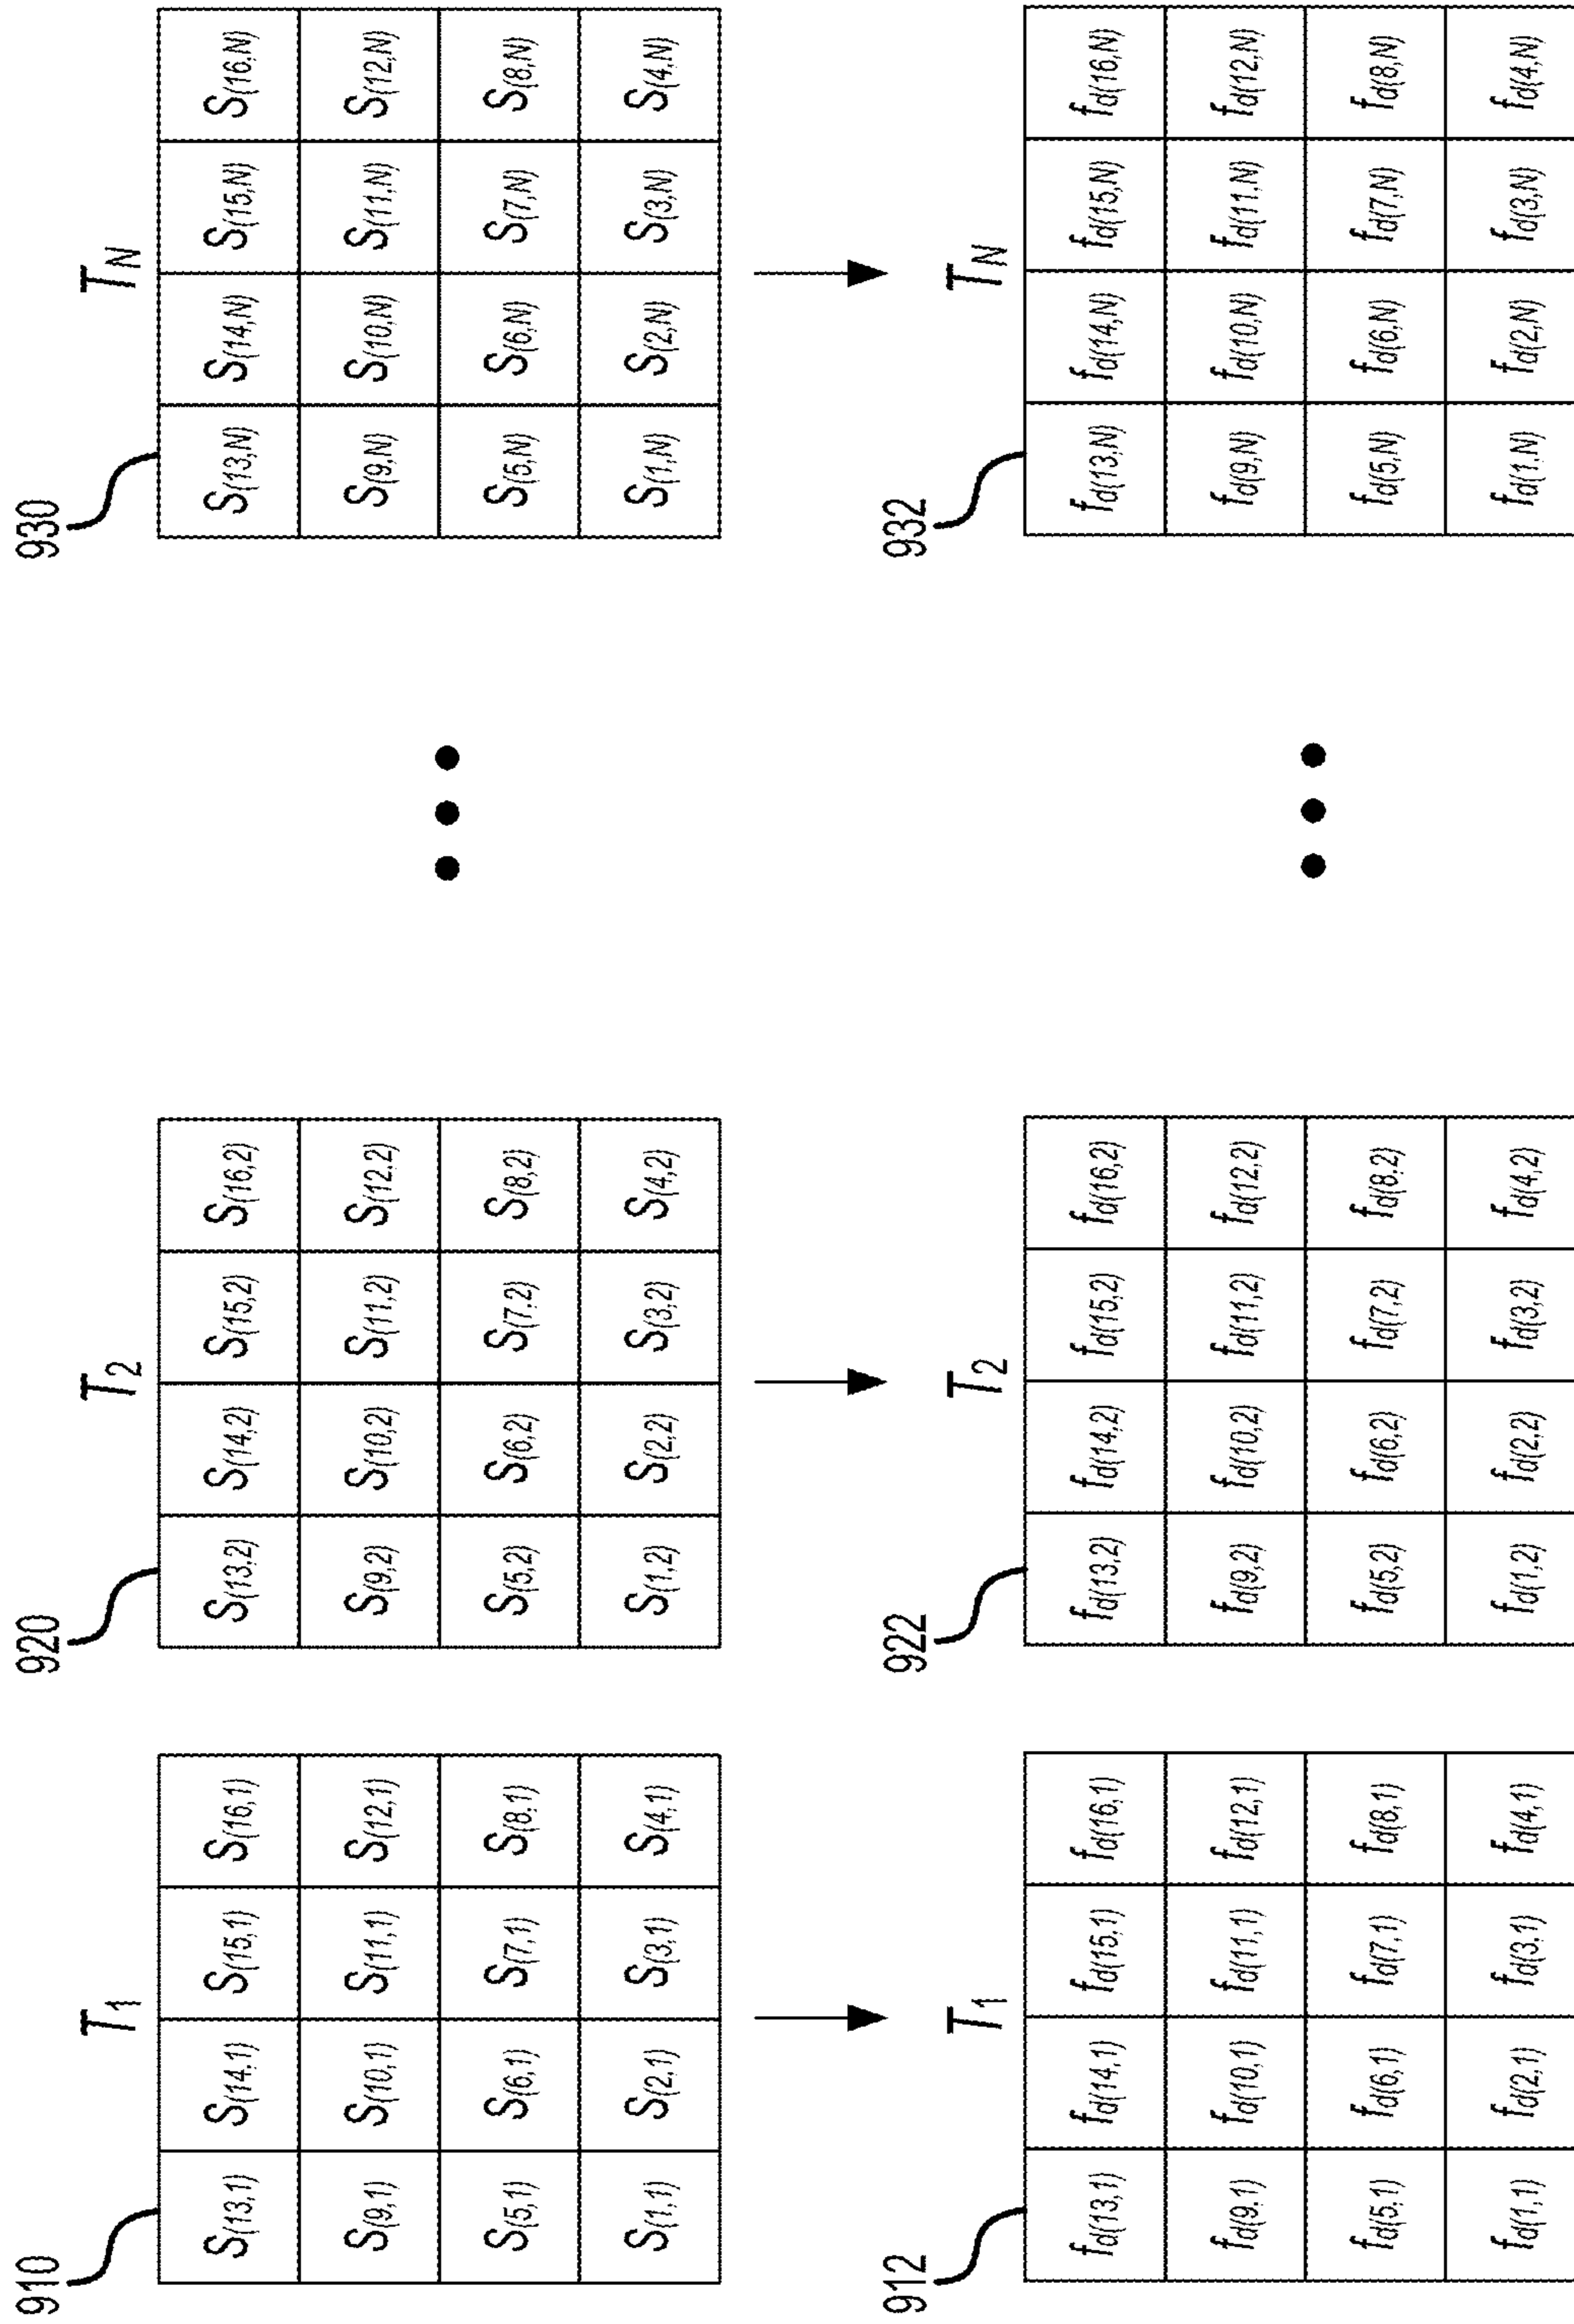 910 920 930
T1 T2 TN
S(13,1) S(14,1) S(15,1) S(16,1) S(13,2) S(14,2) S(15,2) S(16,2) S(13,N) S(14,N) S(15,N) S(16,N)
S(9,1) S(10,1) S(11,1) S(12,1) S(9,2) S(10,2) S(11,2) S(12,2) S(9,N) S(10,N) S(11,N) S(12,N)
S(5,1) S(6,1) S(7,1) S(8,1) S(5,2) S(6,2) S(7,2) S(8,2) S(5,N) S(6,N) S(7,N) S(8,N)
S(1,1) S(2,1) S(3,1) S(4,1) S(1,2) S(2,2) S(3,2) S(4,2) S(1,N) S(2,N) S(3,N) S(4,N)
912 922 932
T1 T2 TN
fd(13,1) fd(14,1) fd(15,1) fd(16,1) fd(13,2) fd(14,2) fd(15,2) fd(16,2) fd(13,N) fd(14,N) fd(15,N) fd(16,N)
fd(9,1) fd(10,1) fd(11,1) fd(12,1) fd(9,2) fd(10,2) fd(11,2) fd(12,2) fd(9,N) fd(10,N) fd(11,N) fd(12,N)
fd(5,1) fd(6,1) fd(7,1) fd(8,1) fd(5,2) fd(6,2) fd(7,2) fd(8,2) fd(5,N) fd(6,N) fd(7,N) fd(8,N)
fd(1,1) fd(2,1) fd(3,1) fd(4,1) fd(1,2) fd(2,2) fd(3,2) fd(4,2) fd(1,N) fd(2,N) fd(3,N) fd(4,N)